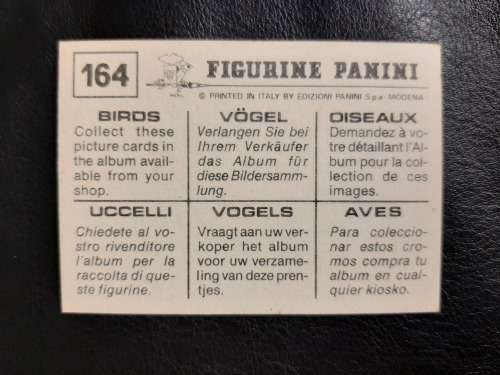 164
FIGURINE PANINI
© PRINTED IN ITALY BY EDIZIONI PANINI S.p.a. MODENA
BIRDS
Collect these
picture cards in
the album avail-
able from your
shop.
VÖGEL
Verlangen Sie bei
Ihrem Verkäufer
das Album für
diese Bildersamm-
lung.
OISEAUX
Demandez à vo-
tre détaillant l'Al-
bum pour la col-
lection de ces
images.
UCCELLI
Chiedete al vo-
stro rivenditore
l'album per la
raccolta di que-
ste figurine.
VOGELS
Vraagt aan uw ver-
koper het album
voor uw verzame-
ling van deze pren-
tjes.
AVES
Para coleccio-
nar estos cro-
mos compra tu
album en cual-
quier kiosko.